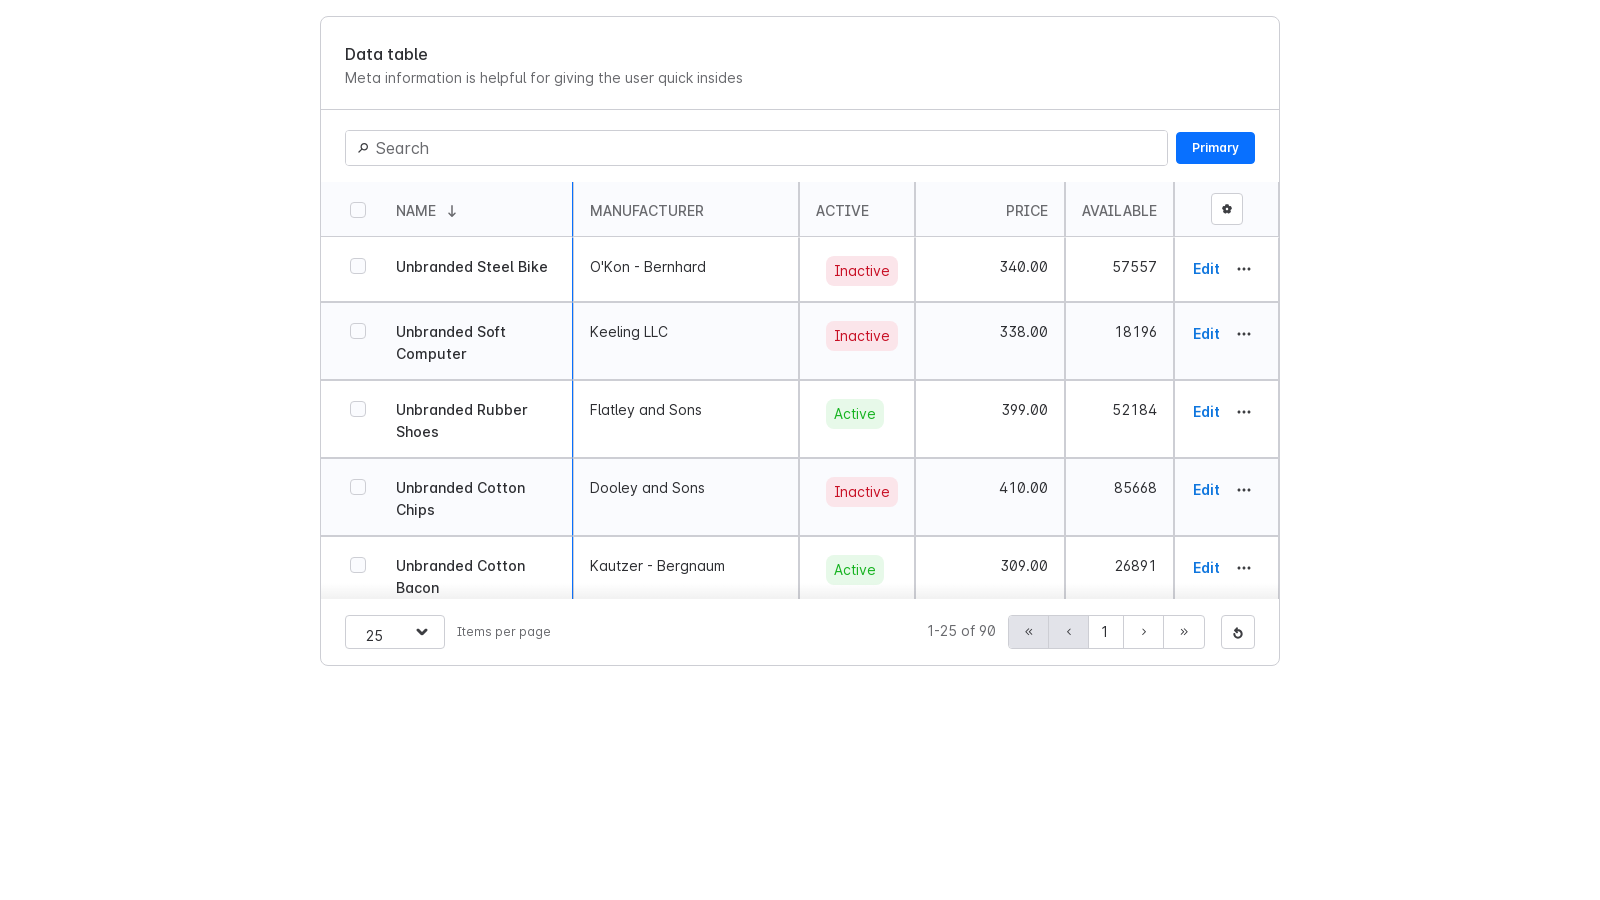 Data table
Meta information is helpful for giving the user quick insides
Search Primary
NAME MANUFACTURER ACTIVE PRICE AVAILABLE
Unbranded Steel Bike O'Kon - Bernhard Inactive 340.00 57557 Edit
Unbranded Soft Keeling LLC Inactive 338.00 18196 Edit
Computer
Unbranded Rubber Flatley and Sons Active 399.00 52184 Edit
Shoes
Unbranded Cotton Dooley and Sons Inactive 410.00 85668 Edit
Chips
Unbranded Cotton Kautzer - Bergnaum Active 309.00 26891 Edit
Bacon
25 Items per page 1-25 of 90 « ‹ 1 › »